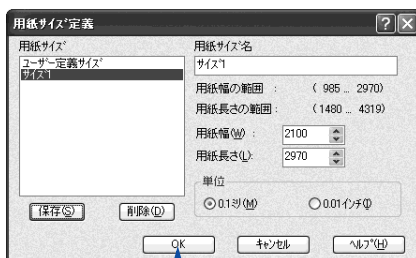 用紙サイズ定義
用紙サイズ
ユーザー定義サイズ
サイズ1
保存(S)
削除(D)
用紙サイズ名
サイズ1
用紙幅の範囲 : ( 985 ... 2970)
用紙長さの範囲: (1480 ... 4319)
用紙幅(W) : 2100
用紙長さ(L): 2970
単位
0.1ミリ(M) 0.01インチ(I)
OK キャンセル ヘルプ(H)